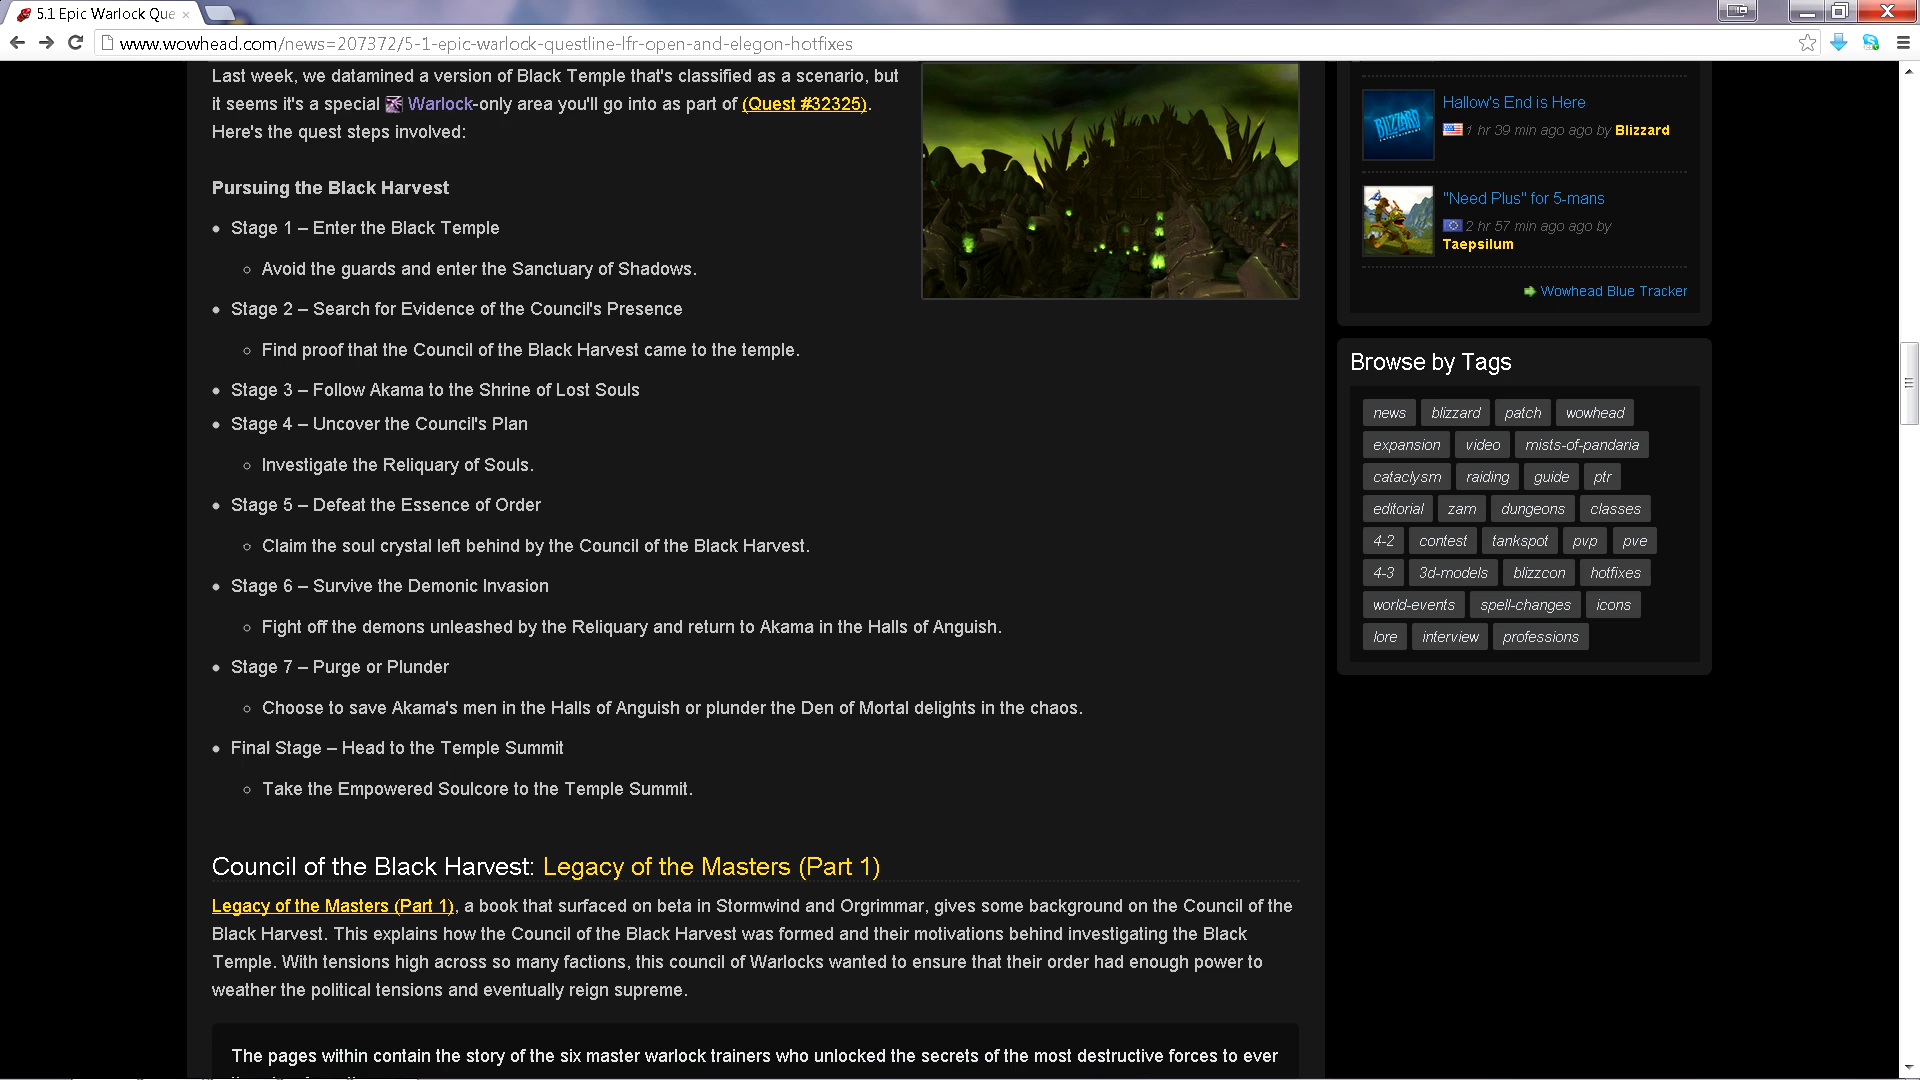 5.1 Epic Warlock Que
www.wowhead.com/news=207372/5-1-epic-warlock-questline-lfr-open-and-elegon-hotfixes
Last week, we datamined a version of Black Temple that's classified as a scenario, but
it seems it's a special Warlock-only area you'll go into as part of (Quest #32325).
Here's the quest steps involved:
Pursuing the Black Harvest
• Stage 1 – Enter the Black Temple
○ Avoid the guards and enter the Sanctuary of Shadows.
• Stage 2 – Search for Evidence of the Council's Presence
○ Find proof that the Council of the Black Harvest came to the temple.
• Stage 3 – Follow Akama to the Shrine of Lost Souls
• Stage 4 – Uncover the Council's Plan
○ Investigate the Reliquary of Souls.
• Stage 5 – Defeat the Essence of Order
○ Claim the soul crystal left behind by the Council of the Black Harvest.
• Stage 6 – Survive the Demonic Invasion
○ Fight off the demons unleashed by the Reliquary and return to Akama in the Halls of Anguish.
• Stage 7 – Purge or Plunder
○ Choose to save Akama's men in the Halls of Anguish or plunder the Den of Mortal delights in the chaos.
• Final Stage – Head to the Temple Summit
○ Take the Empowered Soulcore to the Temple Summit.
Council of the Black Harvest: Legacy of the Masters (Part 1)
Legacy of the Masters (Part 1), a book that surfaced on beta in Stormwind and Orgrimmar, gives some background on the Council of the
Black Harvest. This explains how the Council of the Black Harvest was formed and their motivations behind investigating the Black
Temple. With tensions high across so many factions, this council of Warlocks wanted to ensure that their order had enough power to
weather the political tensions and eventually reign supreme.
The pages within contain the story of the six master warlock trainers who unlocked the secrets of the most destructive forces to ever
BLIZZARD
Hallow's End is Here
1 hr 39 min ago ago by Blizzard
"Need Plus" for 5-mans
2 hr 57 min ago ago by
Taepsilum
Wowhead Blue Tracker
Browse by Tags
news blizzard patch wowhead
expansion video mists-of-pandaria
cataclysm raiding guide ptr
editorial zam dungeons classes
4-2 contest tankspot pvp pve
4-3 3d-models blizzcon hotfixes
world-events spell-changes icons
lore interview professions